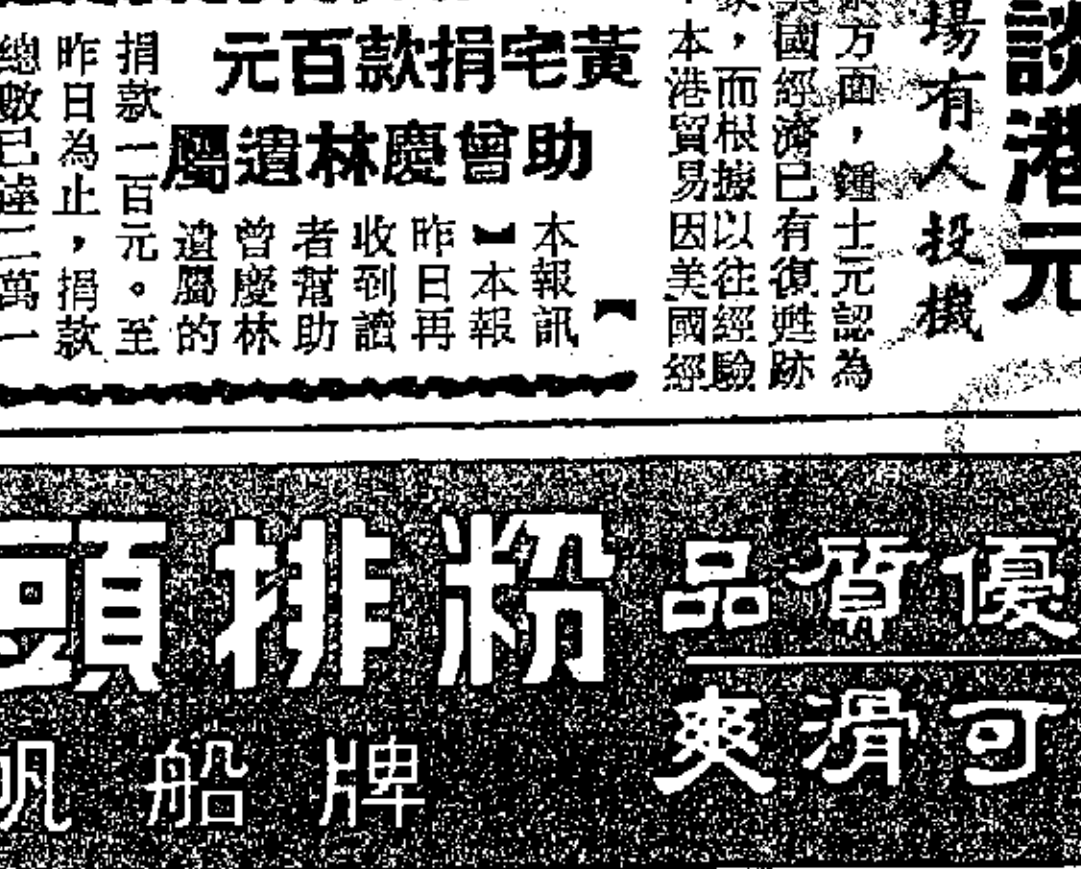 談港元
場有人投機
方面，鍾士元認為
國經濟已有復甦跡
，而根據以往經驗
本港貿易因美國經
黃宅捐款百元
助曾慶林遺屬
【本報訊】本報
昨日再
收到讀
者幫助
曾慶林
遺屬的
捐款一百元。至
昨日為止，捐款
總數已達二萬一
優質品
可滑爽
粉排頭
牌船帆